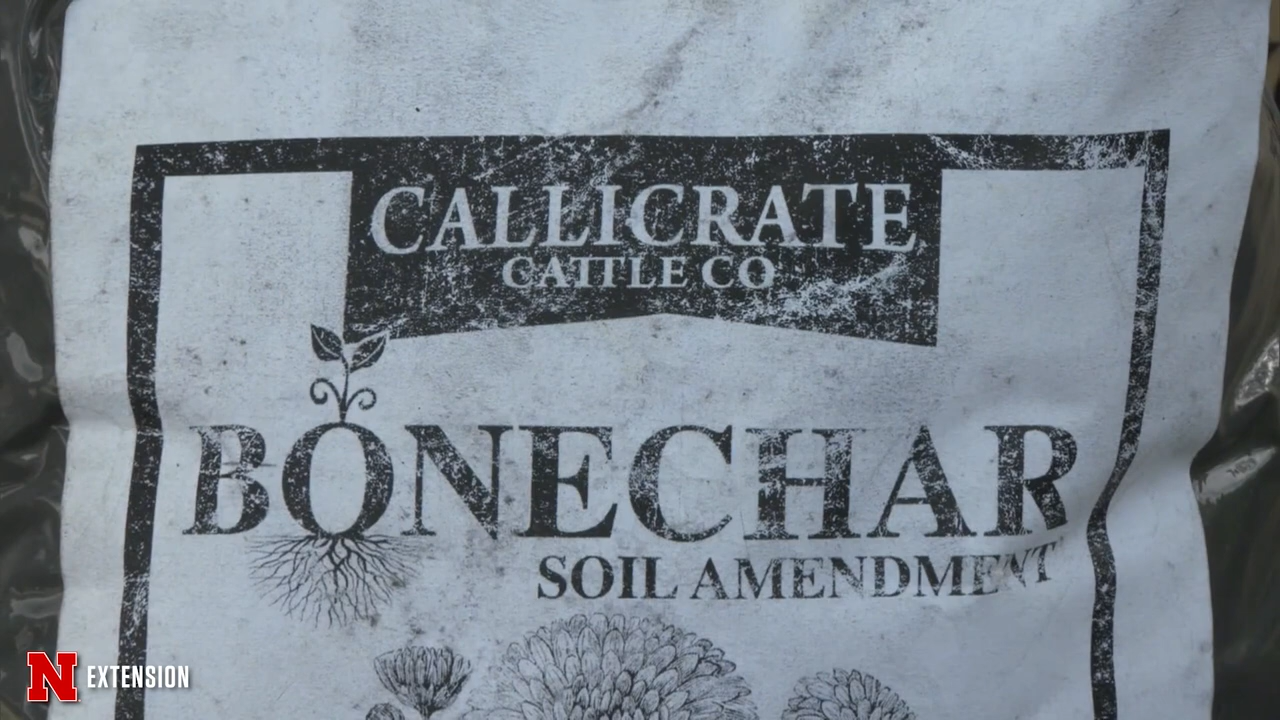 CALLICRATE
CATTLE CO
BONECHAR
SOIL AMENDMENT
N EXTENSION